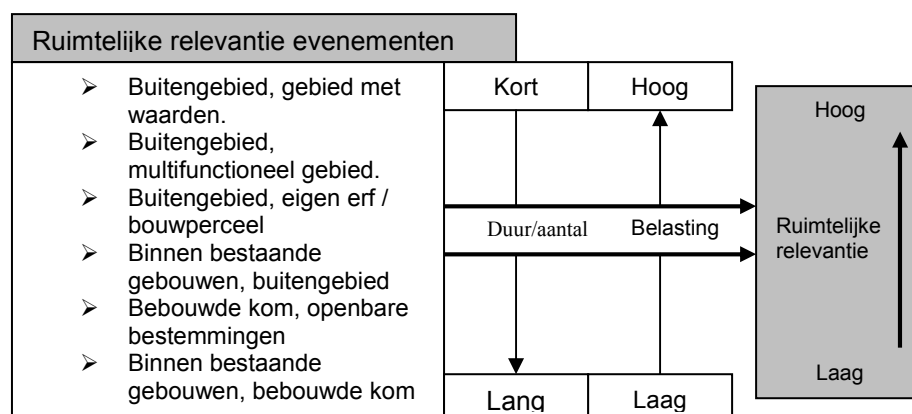 Ruimtelijke relevantie evenementen
➢ Buitengebied, gebied met
waarden.
➢ Buitengebied,
multifunctioneel gebied.
➢ Buitengebied, eigen erf /
bouwperceel
➢ Binnen bestaande
gebouwen, buitengebied
➢ Bebouwde kom, openbare
bestemmingen
➢ Binnen bestaande
gebouwen, bebouwde kom
Kort
Hoog
Duur/aantal
Belasting
Lang
Laag
Hoog
Ruimtelijke
relevantie
Laag